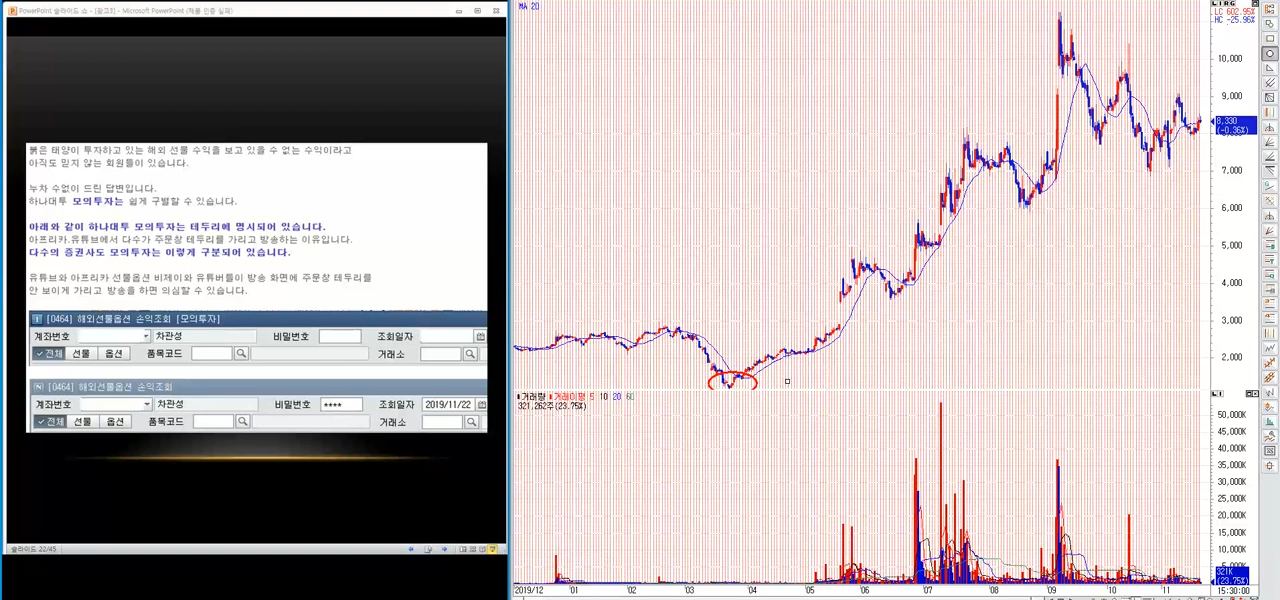 PowerPoint 슬라이드 쇼 - [광고3] - Microsoft PowerPoint (제품 인증 실패)
붉은 태양이 투자하고 있는 해외 선물 수익을 보고 있을 수 없는 수익이라고
아직도 믿지 않는 회원들이 있습니다.
누차 수없이 드린 답변입니다.
하나대투 모의투자는 쉽게 구별할 수 있습니다.
아래와 같이 하나대투 모의투자는 테두리에 명시되어 있습니다.
아프리카.유튜브에서 다수가 주문창 테두리를 가리고 방송하는 이유입니다.
다수의 증권사도 모의투자는 이렇게 구분되어 있습니다.
유튜브와 아프리카 선물옵션 비제이와 유튜버들이 방송 화면에 주문창 테두리를
안 보이게 가리고 방송을 하면 의심할 수 있습니다.
[0464] 해외선물옵션 손익조회 [모의투자]
계좌번호 차관성 비밀번호 조회일자
전체 선물 옵션 품목코드 거래소
[0464] 해외선물옵션 손익조회
계좌번호 차관성 비밀번호 **** 조회일자 2019/11/22
전체 선물 옵션 품목코드 거래소
슬라이드 22/45
MA 20
L I R G
LC 602.95%
HC -25.96%
10,000
9,000
8,330
(-0.36%)
7,000
6,000
5,000
4,000
3,000
2,000
거래량 거래이평 5 10 20 60
321,262주(23.75%)
L I
50,000K
45,000K
40,000K
35,000K
30,000K
25,000K
20,000K
15,000K
10,000K
321K
(23.75%)
2019/12 '01 '02 '03 '04 '05 '06 '07 '08 '09 '10 '11 15:30:00